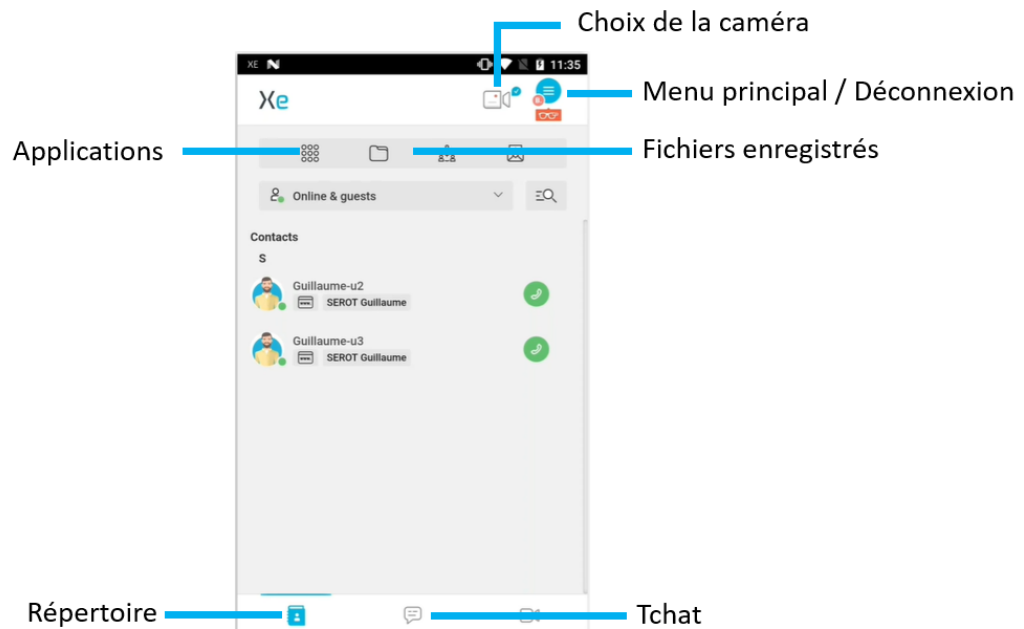 Choix de la caméra
XE
11:35
Xe
Menu principal / Déconnexion
Applications
Fichiers enregistrés
Online & guests
Contacts
S
Guillaume-u2
SEROT Guillaume
Guillaume-u3
SEROT Guillaume
Répertoire
Tchat